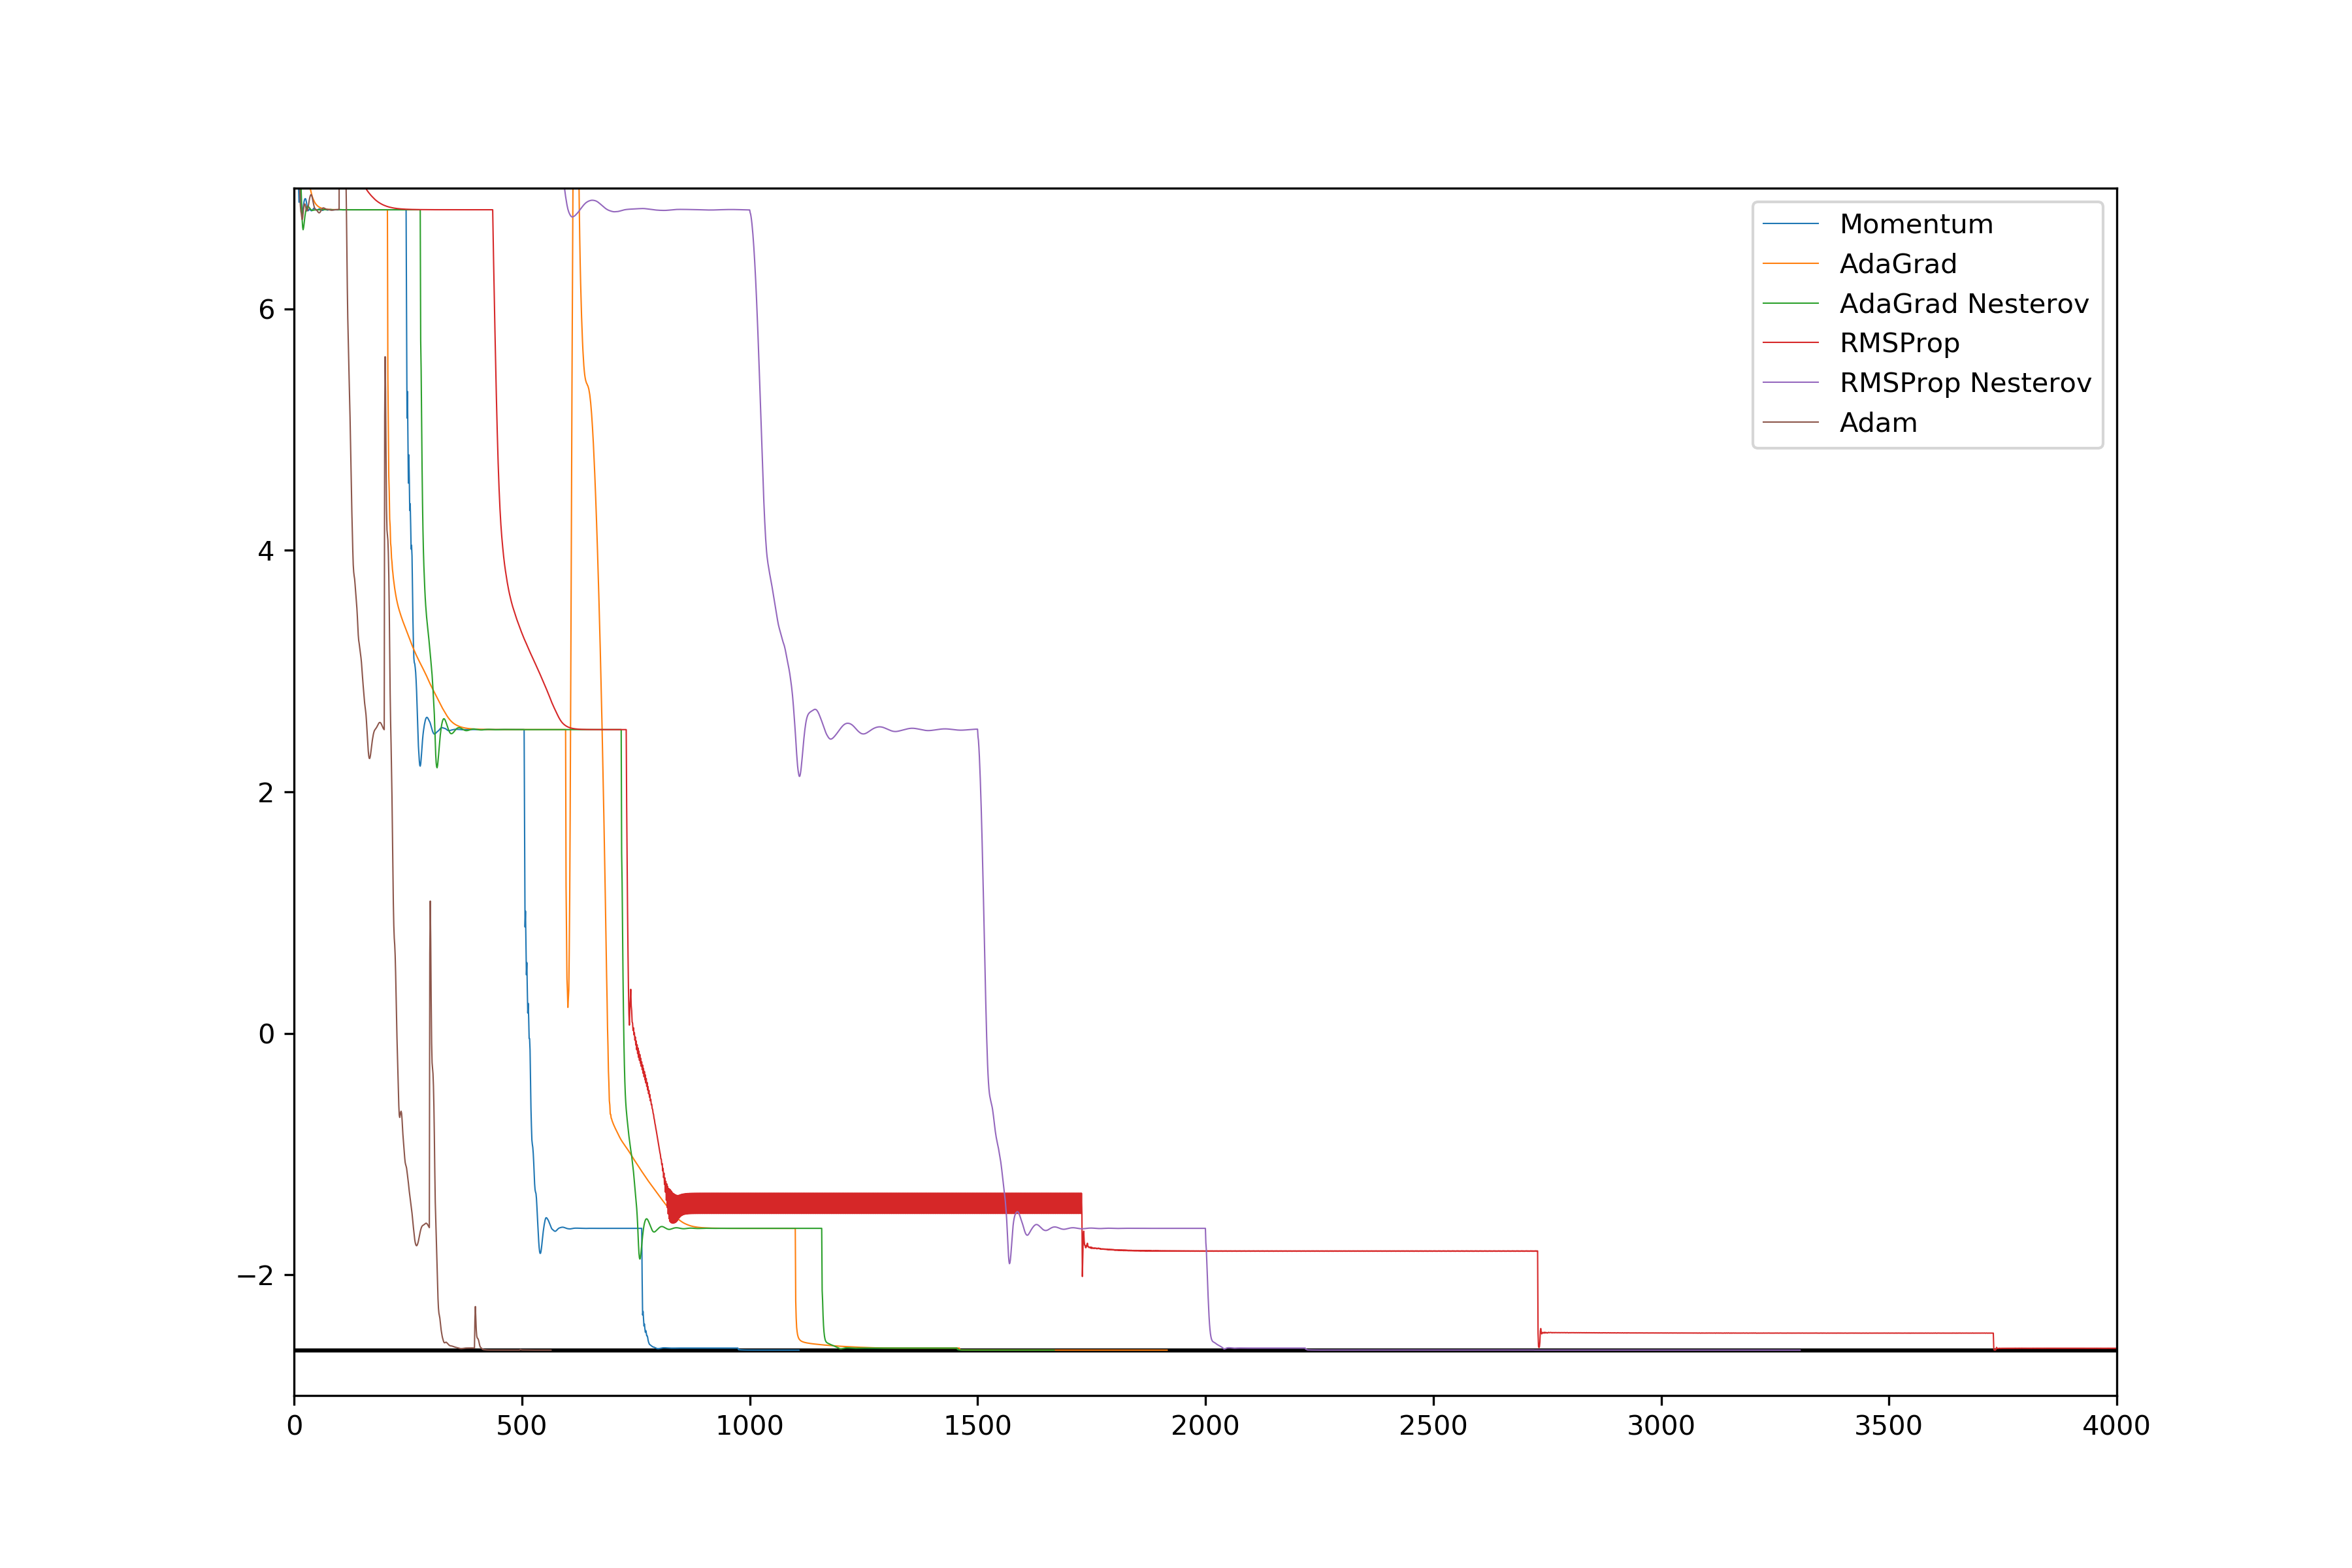 Momentum
AdaGrad
AdaGrad Nesterov
RMSProp
RMSProp Nesterov
Adam
6
4
2
0
−2
0 500 1000 1500 2000 2500 3000 3500 4000